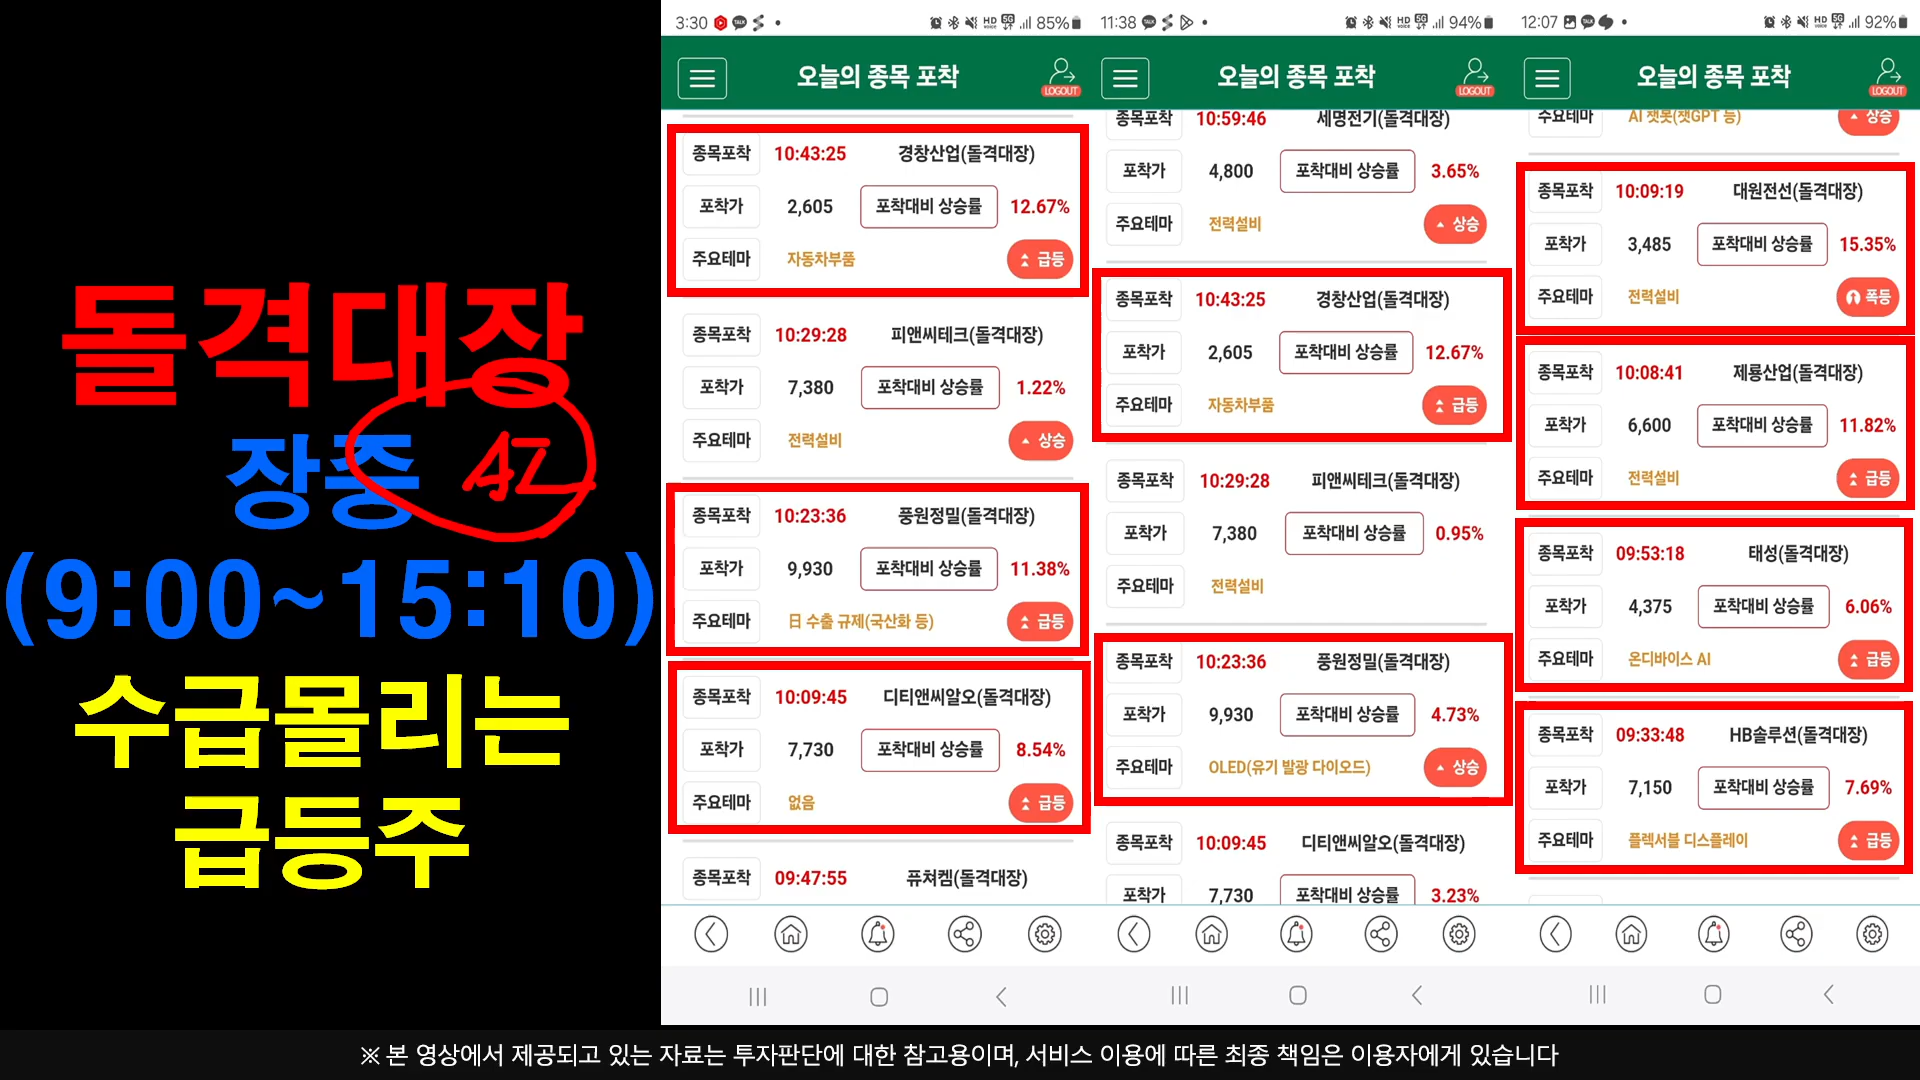 돌격대장
AI
장중
(9:00~15:10)
수급몰리는
급등주
3:30 TALK HD VOICE 5G 85%
오늘의 종목 포착
LOGOUT
종목포착 10:43:25 경창산업(돌격대장)
포착가 2,605 포착대비 상승률 12.67%
주요테마 자동차부품 급등
종목포착 10:29:28 피앤씨테크(돌격대장)
포착가 7,380 포착대비 상승률 1.22%
주요테마 전력설비 상승
종목포착 10:23:36 풍원정밀(돌격대장)
포착가 9,930 포착대비 상승률 11.38%
주요테마 日 수출 규제(국산화 등) 급등
종목포착 10:09:45 디티앤씨알오(돌격대장)
포착가 7,730 포착대비 상승률 8.54%
주요테마 없음 급등
종목포착 09:47:55 퓨쳐켐(돌격대장)
11:38 TALK HD VOICE 5G 94%
오늘의 종목 포착
LOGOUT
종목포착 10:59:46 세명전기(돌격대장)
포착가 4,800 포착대비 상승률 3.65%
주요테마 전력설비 상승
종목포착 10:43:25 경창산업(돌격대장)
포착가 2,605 포착대비 상승률 12.67%
주요테마 자동차부품 급등
종목포착 10:29:28 피앤씨테크(돌격대장)
포착가 7,380 포착대비 상승률 0.95%
주요테마 전력설비
종목포착 10:23:36 풍원정밀(돌격대장)
포착가 9,930 포착대비 상승률 4.73%
주요테마 OLED(유기 발광 다이오드) 상승
종목포착 10:09:45 디티앤씨알오(돌격대장)
포착가 7,730 포착대비 상승률 3.23%
12:07 TALK HD VOICE 5G 92%
오늘의 종목 포착
LOGOUT
주요테마 AI 챗봇(챗GPT 등) 상승
종목포착 10:09:19 대원전선(돌격대장)
포착가 3,485 포착대비 상승률 15.35%
주요테마 전력설비 폭등
종목포착 10:08:41 제룡산업(돌격대장)
포착가 6,600 포착대비 상승률 11.82%
주요테마 전력설비 급등
종목포착 09:53:18 태성(돌격대장)
포착가 4,375 포착대비 상승률 6.06%
주요테마 온디바이스 AI 급등
종목포착 09:33:48 HB솔루션(돌격대장)
포착가 7,150 포착대비 상승률 7.69%
주요테마 플렉서블 디스플레이 급등
※ 본 영상에서 제공되고 있는 자료는 투자판단에 대한 참고용이며, 서비스 이용에 따른 최종 책임은 이용자에게 있습니다